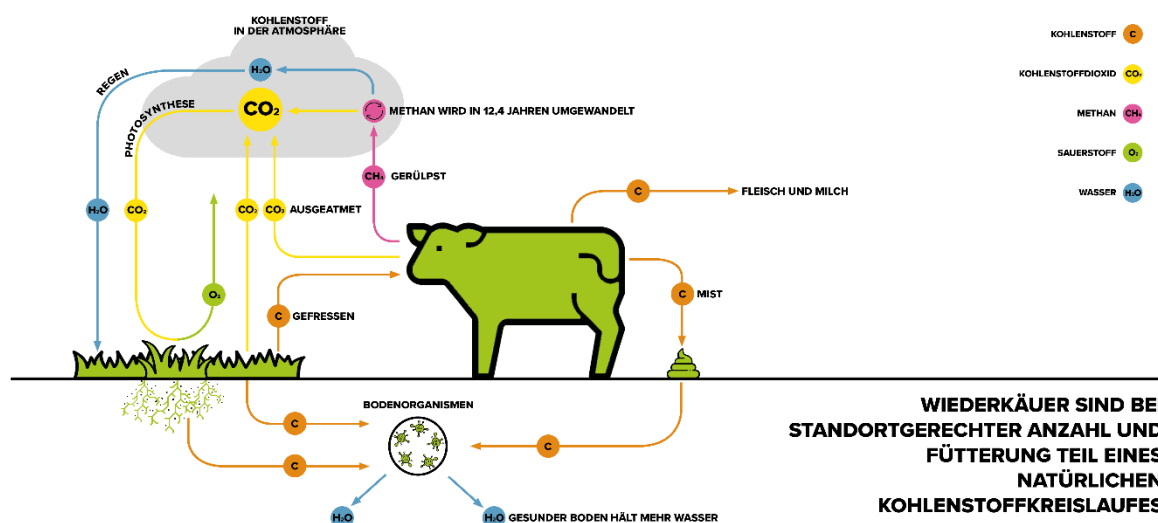 KOHLENSTOFF
IN DER ATMOSPHÄRE
REGEN
H₂O
PHOTOSYNTHESE
CO₂
METHAN WIRD IN 12,4 JAHREN UMGEWANDELT
CH₄ GERÜLPST
H₂O
CO₂
CO₂
CO₂ AUSGEATMET
C FLEISCH UND MILCH
O₂
C GEFRESSEN
C MIST
BODENORGANISMEN
C
C
C
H₂O
H₂O GESUNDER BODEN HÄLT MEHR WASSER
KOHLENSTOFF C
KOHLENSTOFFDIOXID CO₂
METHAN CH₄
SAUERSTOFF O₂
WASSER H₂O
WIEDERKÄUER SIND BEI
STANDORTGERECHTER ANZAHL UND
FÜTTERUNG TEIL EINES
NATÜRLICHEN
KOHLENSTOFFKREISLAUFES